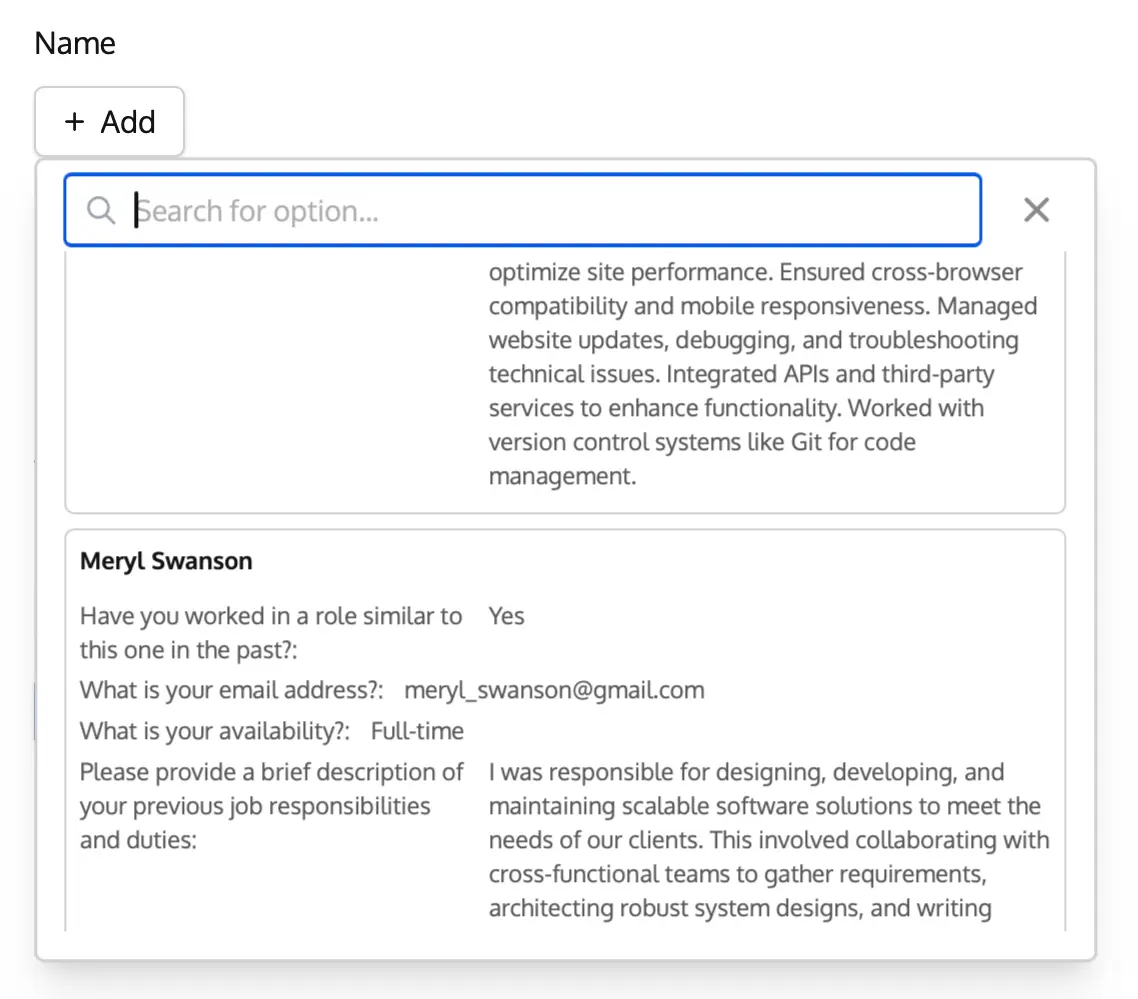 Name
+ Add
Search for option...
optimize site performance. Ensured cross-browser
compatibility and mobile responsiveness. Managed
website updates, debugging, and troubleshooting
technical issues. Integrated APIs and third-party
services to enhance functionality. Worked with
version control systems like Git for code
management.
Meryl Swanson
Have you worked in a role similar to Yes
this one in the past?:
What is your email address?: meryl_swanson@gmail.com
What is your availability?: Full-time
Please provide a brief description of I was responsible for designing, developing, and
your previous job responsibilities maintaining scalable software solutions to meet the
and duties: needs of our clients. This involved collaborating with
cross-functional teams to gather requirements,
architecting robust system designs, and writing